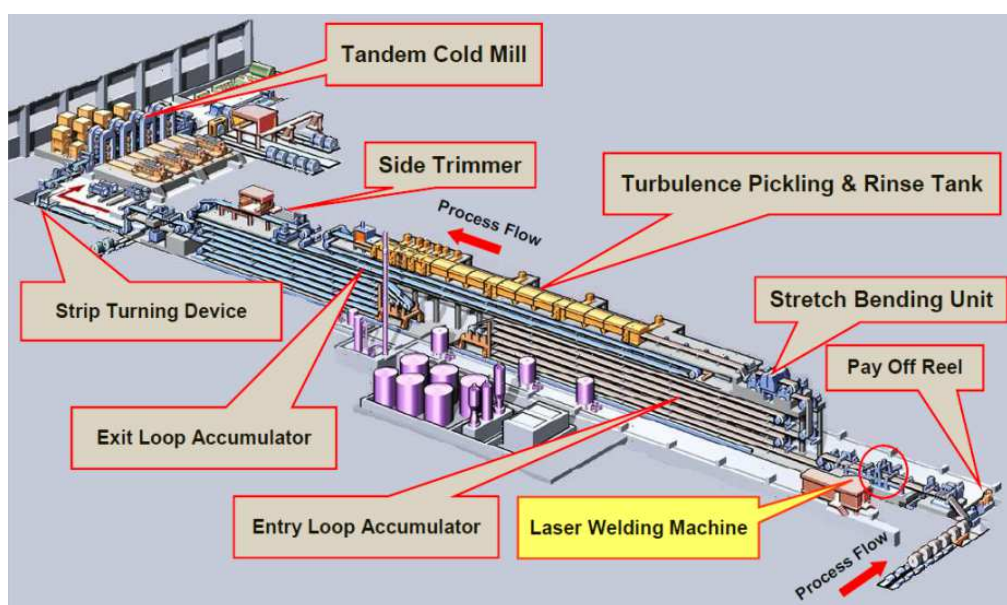 Tandem Cold Mill
Side Trimmer
Turbulence Pickling & Rinse Tank
Process Flow
Stretch Bending Unit
Strip Turning Device
Pay Off Reel
Exit Loop Accumulator
Entry Loop Accumulator
Laser Welding Machine
Process Flow